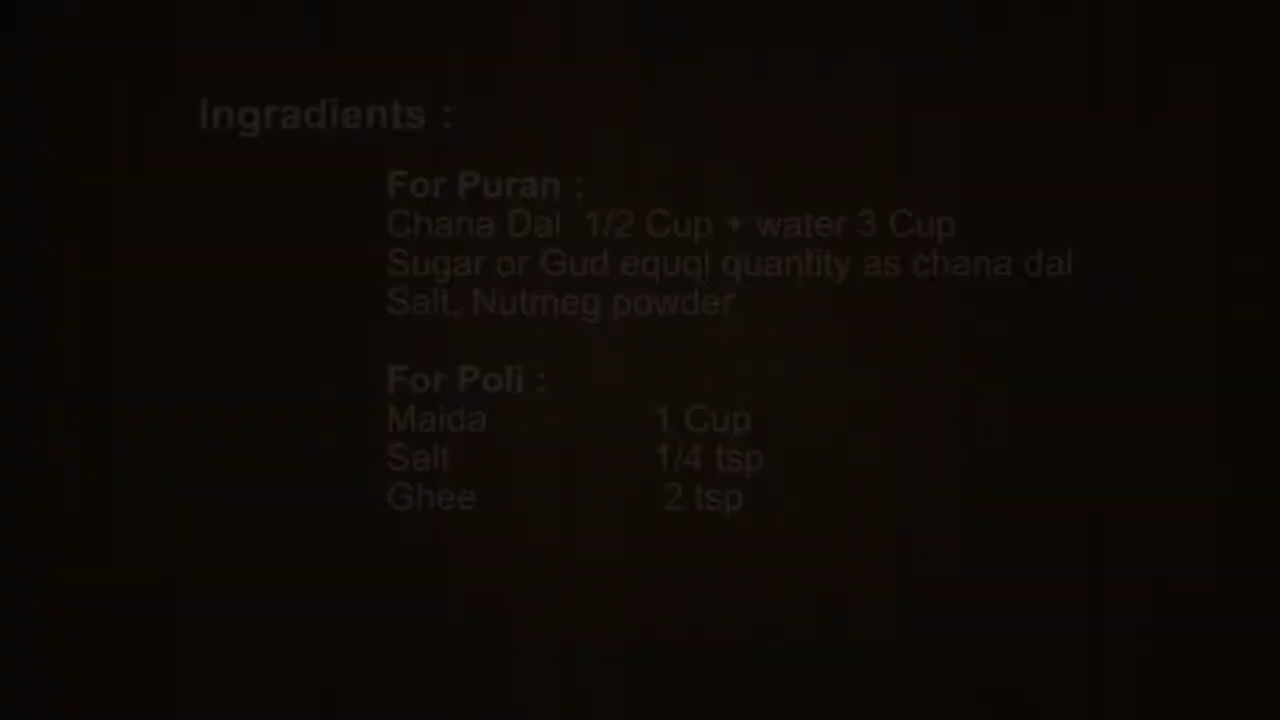 Ingradients :
For Puran :
Chana Dal 1/2 Cup + water 3 Cup
Sugar or Gud equql quantity as chana dal
Salt, Nutmeg powder
For Poli :
Maida 1 Cup
Salt 1/4 tsp
Ghee 2 tsp